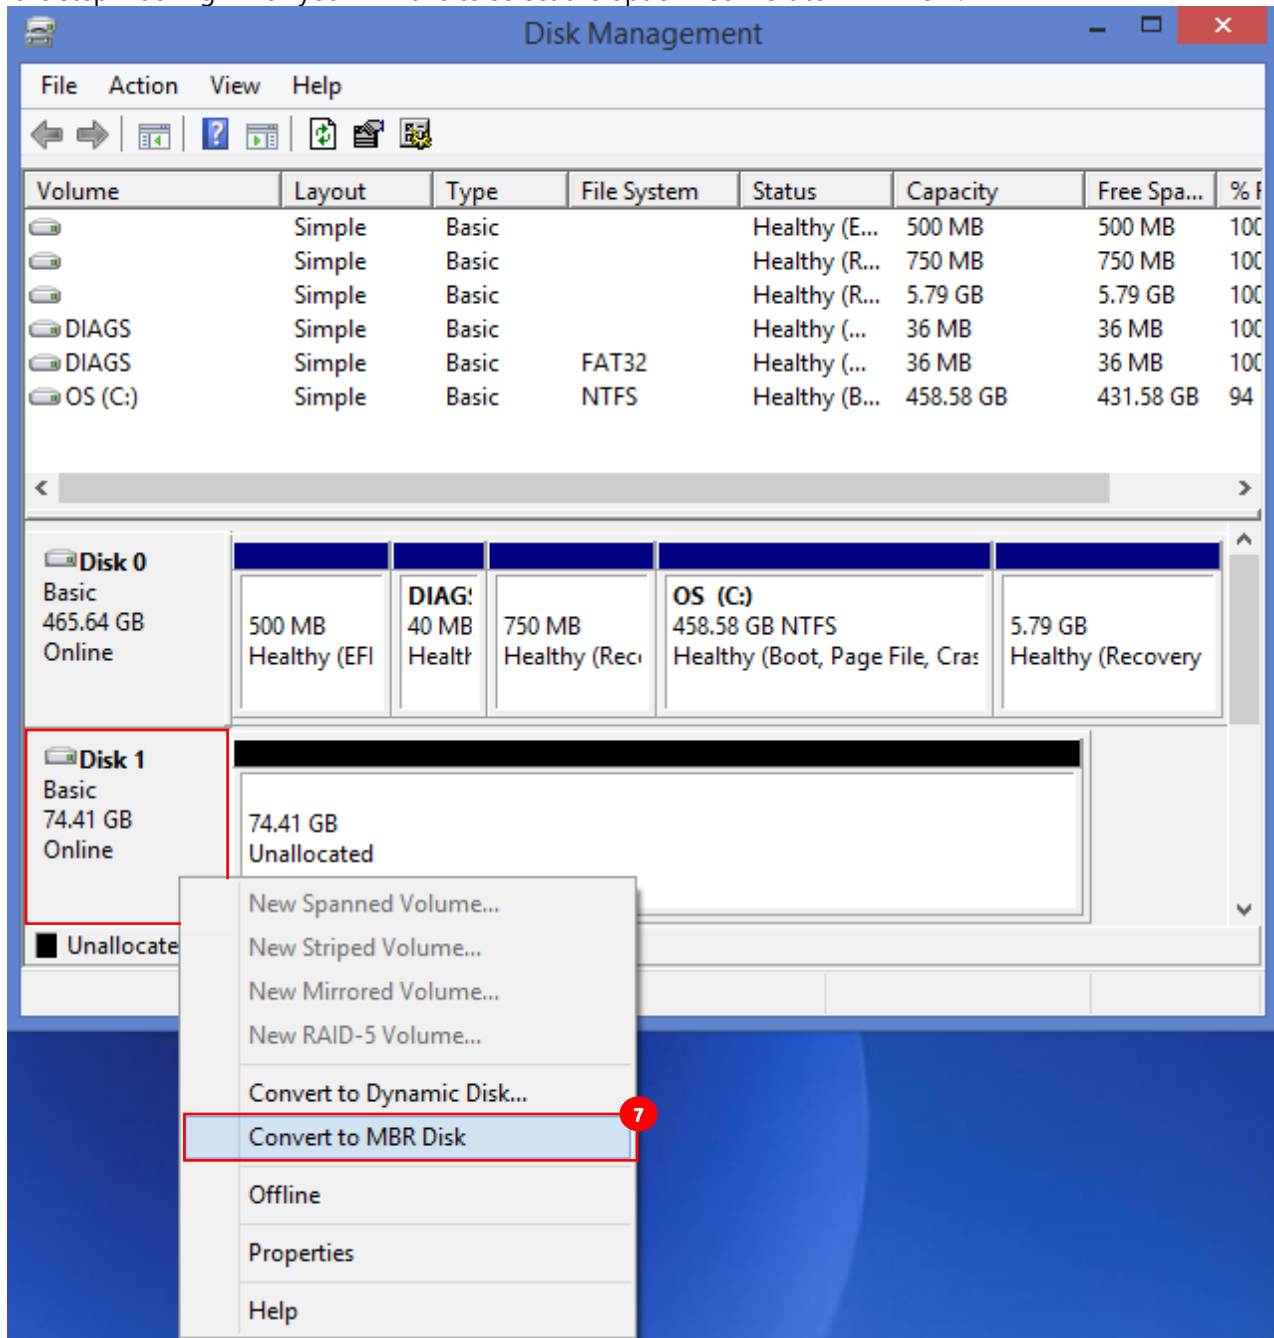 Disk Management
File Action View Help
Volume Layout Type File System Status Capacity Free Spa... %
Simple Basic Healthy (E... 500 MB 500 MB 100
Simple Basic Healthy (R... 750 MB 750 MB 100
Simple Basic Healthy (R... 5.79 GB 5.79 GB 100
DIAGS Simple Basic Healthy (... 36 MB 36 MB 100
DIAGS Simple Basic FAT32 Healthy (... 36 MB 36 MB 100
OS (C:) Simple Basic NTFS Healthy (B... 458.58 GB 431.58 GB 94
Disk 0
Basic
465.64 GB
Online
500 MB
Healthy (EFI
DIAGS
40 MB
Healt
750 MB
Healthy (Rec
OS (C:)
458.58 GB NTFS
Healthy (Boot, Page File, Cras
5.79 GB
Healthy (Recovery
Disk 1
Basic
74.41 GB
Online
74.41 GB
Unallocated
Unallocate
New Spanned Volume...
New Striped Volume...
New Mirrored Volume...
New RAID-5 Volume...
Convert to Dynamic Disk...
Convert to MBR Disk
7
Offline
Properties
Help